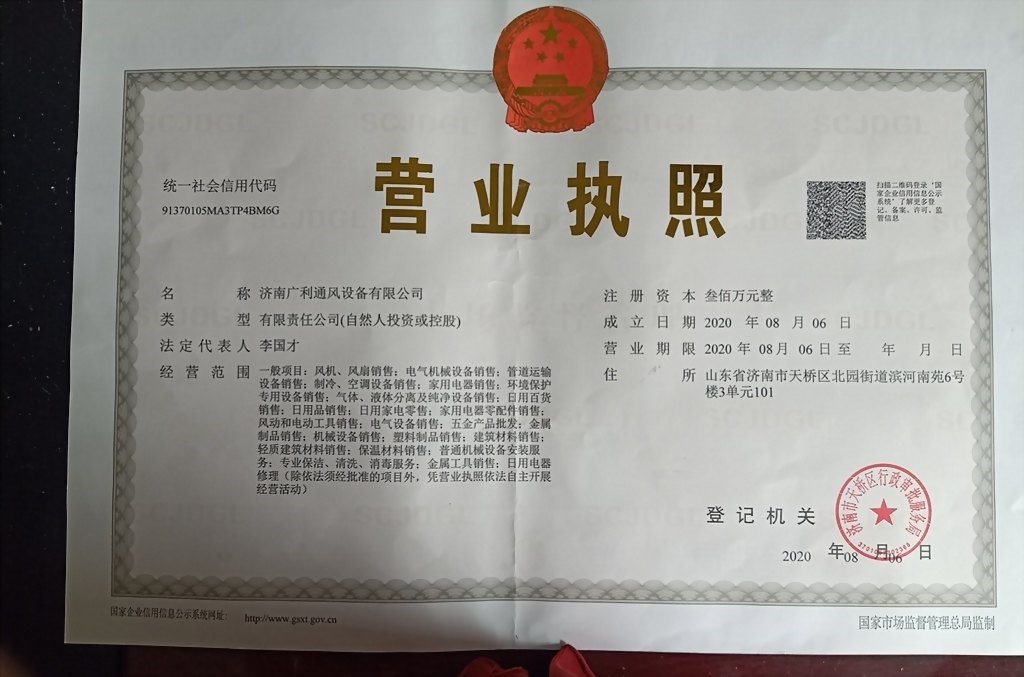 营业执照
统一社会信用代码
91370105MA3TP4BM6G
扫描二维码登录‘国
家企业信用信息公示
系统’了解更多登
记、备案、许可、监
管信息
名称 济南广利通风设备有限公司
类型 有限责任公司(自然人投资或控股)
法定代表人 李国才
经营范围 一般项目：风机、风扇销售；电气机械设备销售；管道运输
设备销售；制冷、空调设备销售；家用电器销售；环境保护
专用设备销售；气体、液体分离及纯净设备销售；日用百货
销售；日用品销售；日用家电零售；家用电器零配件销售；
风动和电动工具销售；电气设备销售；五金产品批发；金属
制品销售；机械设备销售；塑料制品销售；建筑材料销售；
轻质建筑材料销售；保温材料销售；普通机械设备安装服
务；专业保洁、清洗、消毒服务；金属工具销售；日用电器
修理（除依法须经批准的项目外，凭营业执照依法自主开展
经营活动）
注册资本 叁佰万元整
成立日期 2020 年 08 月 06 日
营业期限 2020 年 08 月 06 日 至 年 月 日
住所 山东省济南市天桥区北园街道滨河南苑6号
楼3单元101
登记机关
济南市天桥区行政审批服务局
2020 年 08 月 06 日
国家企业信用信息公示系统网址：http://www.gsxt.gov.cn
国家市场监督管理总局监制